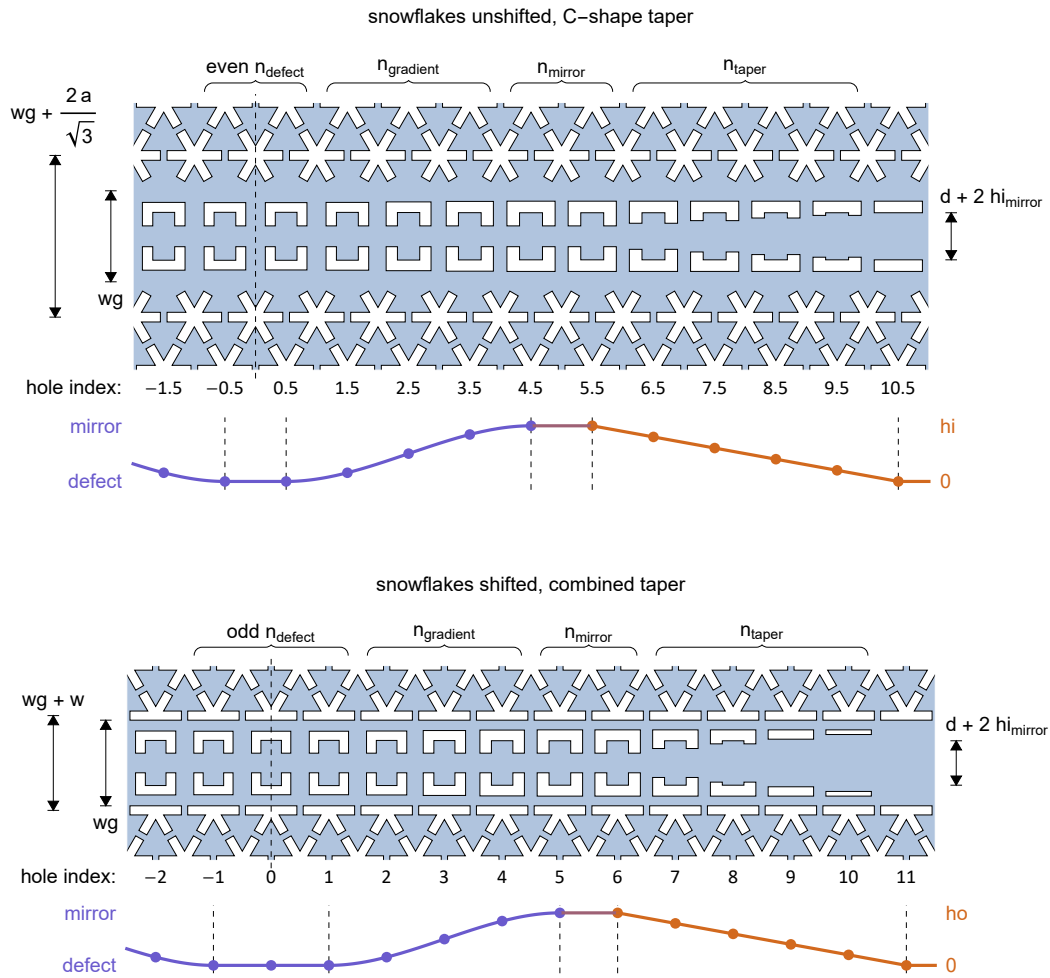 snowflakes unshifted, C−shape taper
even n_defect n_gradient n_mirror n_taper
wg + 2 a / √3
d + 2 hi_mirror
wg
hole index: −1.5 −0.5 0.5 1.5 2.5 3.5 4.5 5.5 6.5 7.5 8.5 9.5 10.5
mirror hi
defect 0
snowflakes shifted, combined taper
odd n_defect n_gradient n_mirror n_taper
wg + w
d + 2 hi_mirror
wg
hole index: −2 −1 0 1 2 3 4 5 6 7 8 9 10 11
mirror ho
defect 0